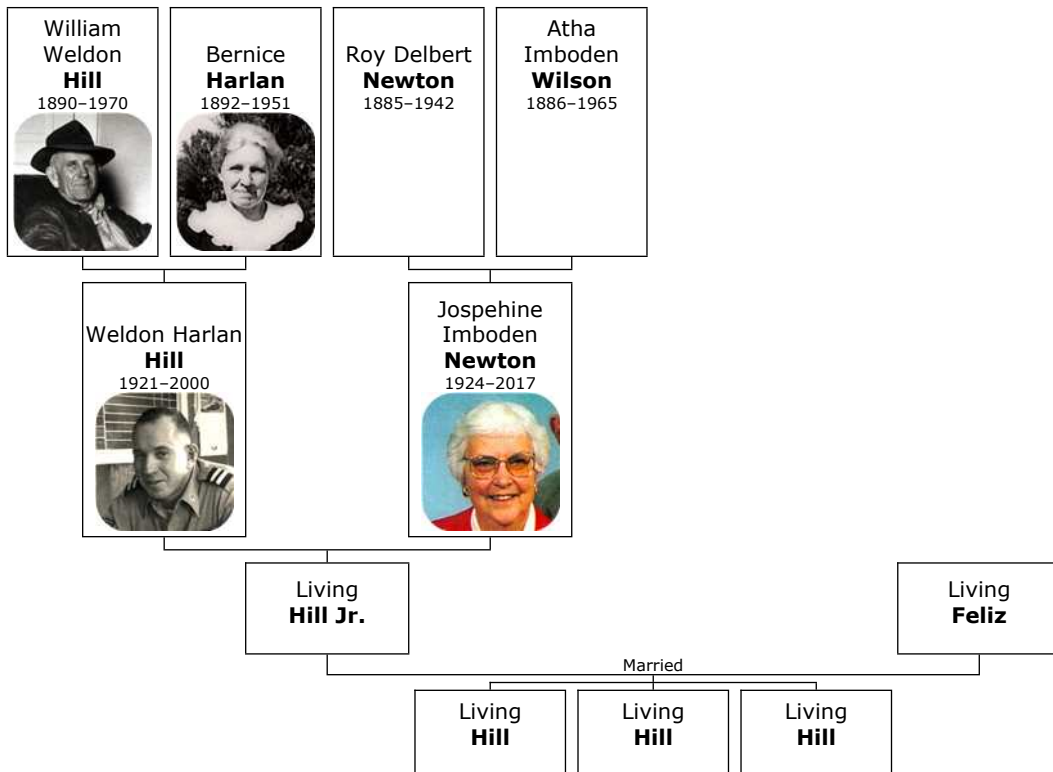 William
Weldon
Hill
1890–1970
Bernice
Harlan
1892–1951
Roy Delbert
Newton
1885–1942
Atha
Imboden
Wilson
1886–1965
Weldon Harlan
Hill
1921–2000
Jospehine
Imboden
Newton
1924–2017
Living
Hill Jr.
Living
Feliz
Married
Living
Hill
Living
Hill
Living
Hill